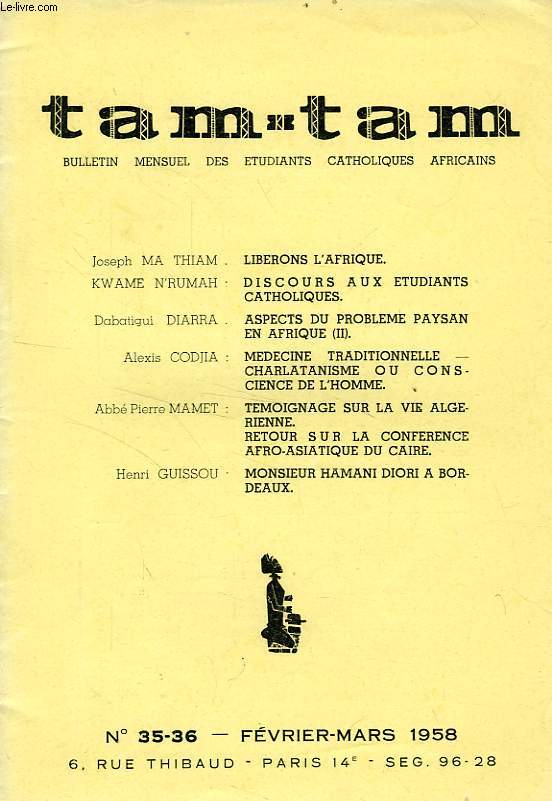 Le-livre.com
tam-tam
BULLETIN MENSUEL DES ETUDIANTS CATHOLIQUES AFRICAINS
Joseph MA THIAM . LIBERONS L'AFRIQUE.
KWAME N'RUMAH : DISCOURS AUX ETUDIANTS
CATHOLIQUES.
Dabatigui DIARRA . ASPECTS DU PROBLEME PAYSAN
EN AFRIQUE (II).
Alexis CODJIA : MEDECINE TRADITIONNELLE —
CHARLATANISME OU CONS-
CIENCE DE L'HOMME.
Abbé Pierre MAMET : TEMOIGNAGE SUR LA VIE ALGE-
RIENNE.
RETOUR SUR LA CONFERENCE
AFRO-ASIATIQUE DU CAIRE.
Henri GUISSOU · MONSIEUR HAMANI DIORI A BOR-
DEAUX.
N° 35-36 — FÉVRIER-MARS 1958
6, RUE THIBAUD - PARIS 14E - SEG. 96-28